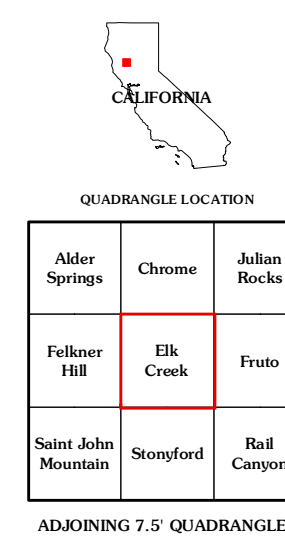 CALIFORNIA
QUADRANGLE LOCATION
Alder
Springs
Chrome
Julian
Rocks
Felkner
Hill
Elk
Creek
Fruto
Saint John
Mountain
Stonyford
Rail
Canyon
ADJOINING 7.5' QUADRANGLE